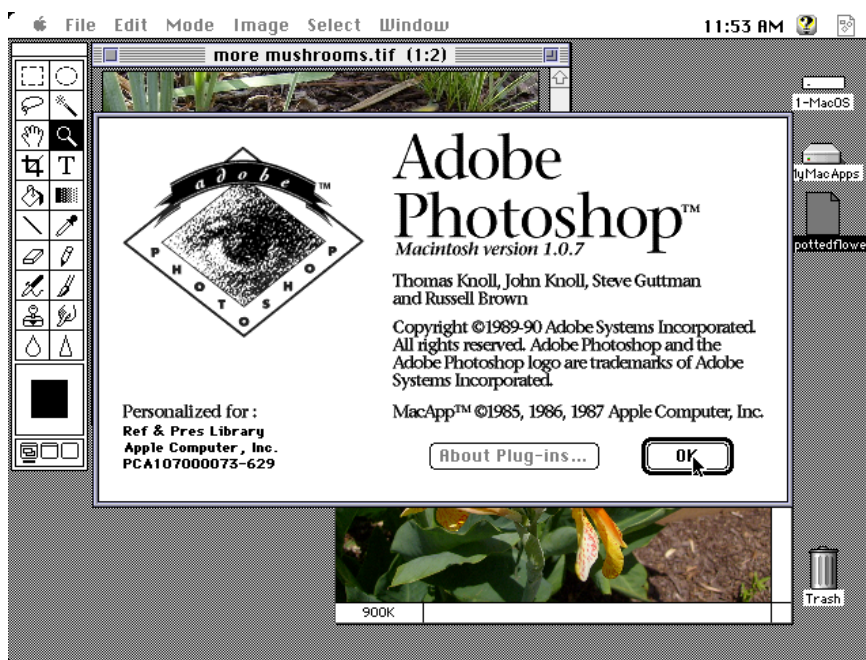 File Edit Mode Image Select Window
11:53 AM
more mushrooms.tif (1:2)
1-MacOS
MyMacApps
pottedflowe
adobe™
PHOTOSHOP
Adobe
Photoshop™
Macintosh version 1.0.7
Thomas Knoll, John Knoll, Steve Guttman
and Russell Brown
Copyright ©1989-90 Adobe Systems Incorporated.
All rights reserved. Adobe Photoshop and the
Adobe Photoshop logo are trademarks of Adobe
Systems Incorporated.
MacApp™ ©1985, 1986, 1987 Apple Computer, Inc.
Personalized for :
Ref & Pres Library
Apple Computer, Inc.
PCA107000073-629
About Plug-ins...
OK
T
900K
Trash